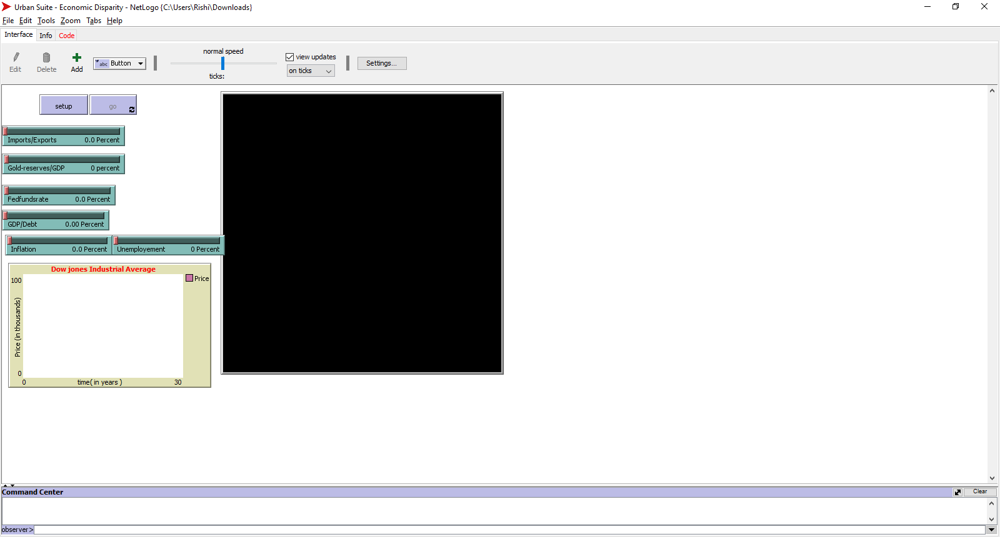 Urban Suite - Economic Disparity - NetLogo {C:\Users\Rishi\Downloads}
File Edit Tools Zoom Tabs Help
Interface Info Code
normal speed
view updates
Edit Delete Add abc Button Settings...
on ticks
ticks:
setup go
Imports/Exports 0.0 Percent
Gold-reserves/GDP 0 percent
Fedfundsrate 0.0 Percent
GDP/Debt 0.00 Percent
Inflation 0.0 Percent Unemployement 0 Percent
Dow jones Industrial Average
Price
100
Price (in thousands)
0
0 time( in years ) 30
Command Center Clear
observer>